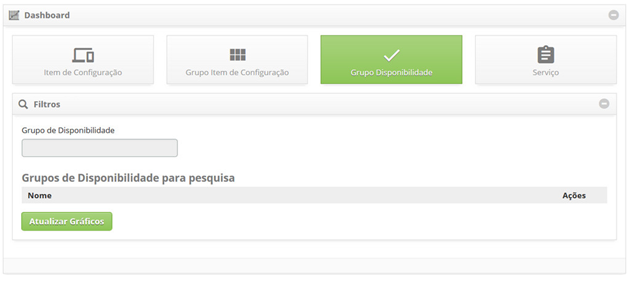 Dashboard
Item de Configuração
Grupo Item de Configuração
Grupo Disponibilidade
Serviço
Filtros
Grupo de Disponibilidade
Grupos de Disponibilidade para pesquisa
Nome Ações
Atualizar Gráficos